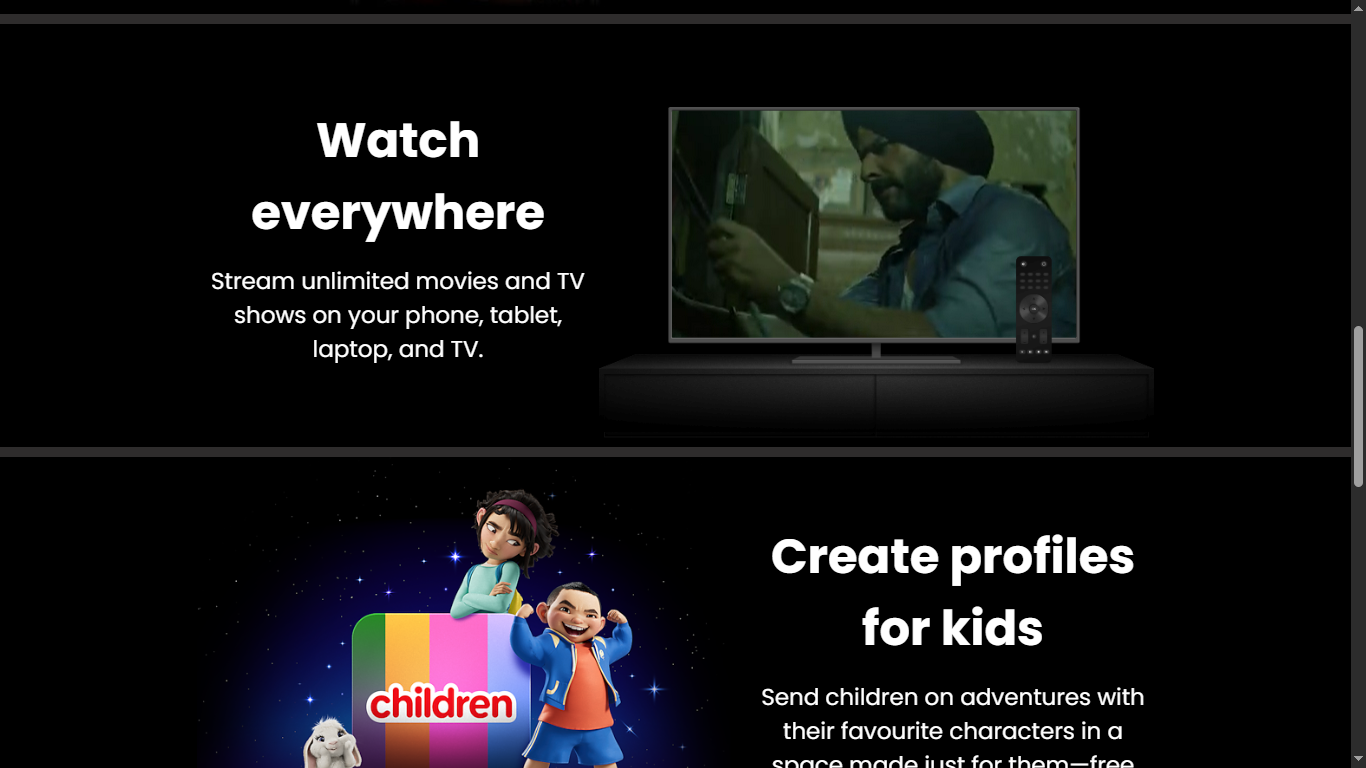 Watch
everywhere
Stream unlimited movies and TV
shows on your phone, tablet,
laptop, and TV.
children
Create profiles
for kids
Send children on adventures with
their favourite characters in a
space made just for them—free